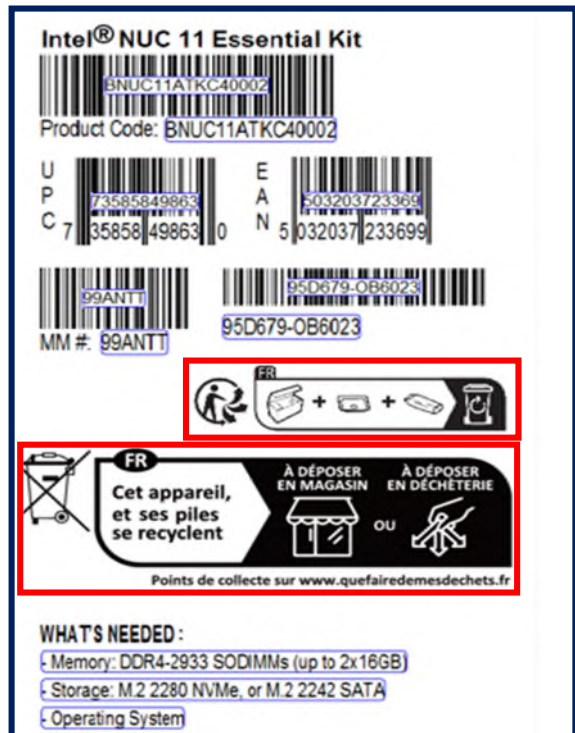 Intel® NUC 11 Essential Kit
BNUC11ATKC40002
Product Code: BNUC11ATKC40002
UPC
73585849863
7 35858 49863 0
EAN
503203723369
5 032037 233699
99ANTT
MM #: 99ANTT
95D679-OB6023
95D679-OB6023
FR
+ +
FR
Cet appareil,
et ses piles
se recyclent
À DÉPOSER
EN MAGASIN
OU
À DÉPOSER
EN DÉCHÈTERIE
Points de collecte sur www.quefairedemesdechets.fr
WHAT'S NEEDED :
- Memory: DDR4-2933 SODIMMs (up to 2x16GB)
- Storage: M.2 2280 NVMe, or M.2 2242 SATA
- Operating System